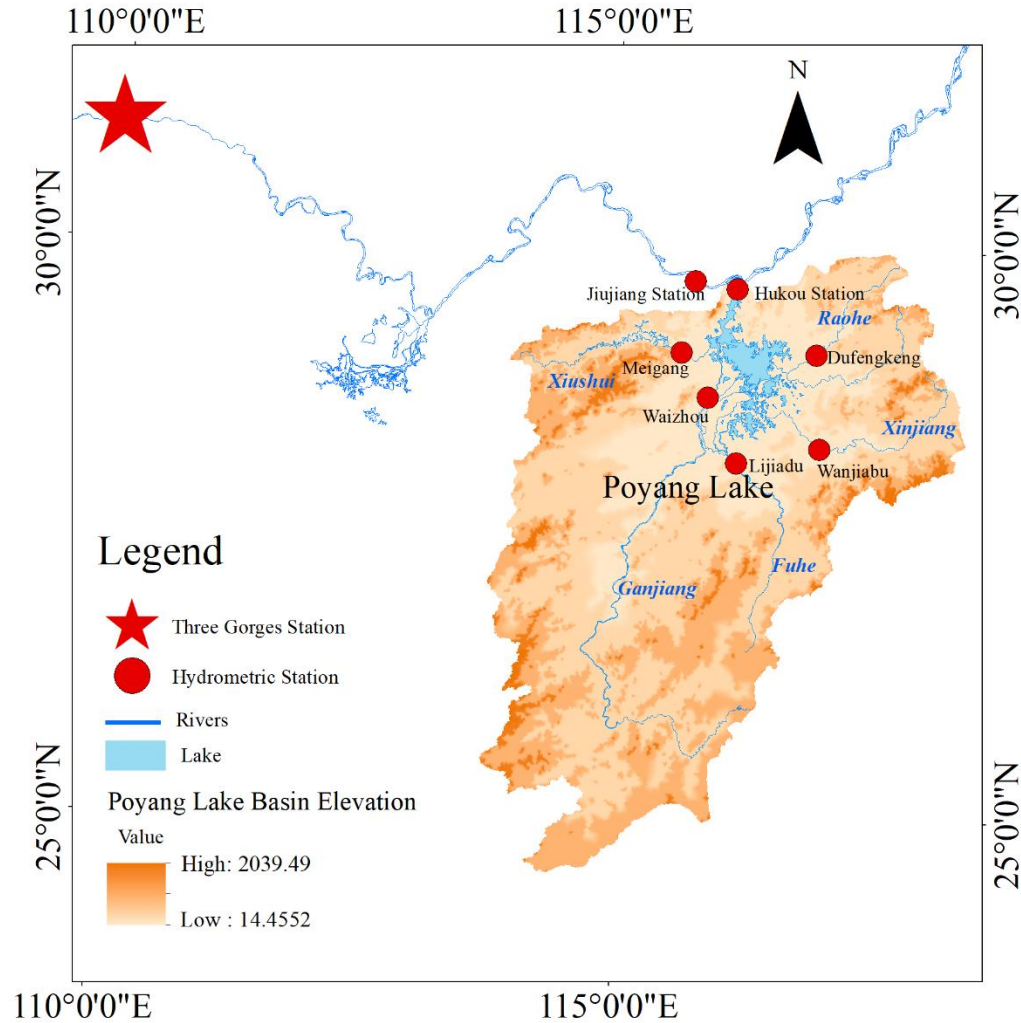 110°0'0"E
115°0'0"E
N
30°0'0"N
30°0'0"N
Jiujiang Station
Hukou Station
Raohe
Meigang
Dufengkeng
Xiushui
Waizhou
Xinjiang
Lijiadu
Wanjiabu
Poyang Lake
Legend
Fuhe
Ganjiang
Three Gorges Station
Hydrometric Station
Rivers
Lake
25°0'0"N
25°0'0"N
Poyang Lake Basin Elevation
Value
High: 2039.49
Low : 14.4552
110°0'0"E
115°0'0"E